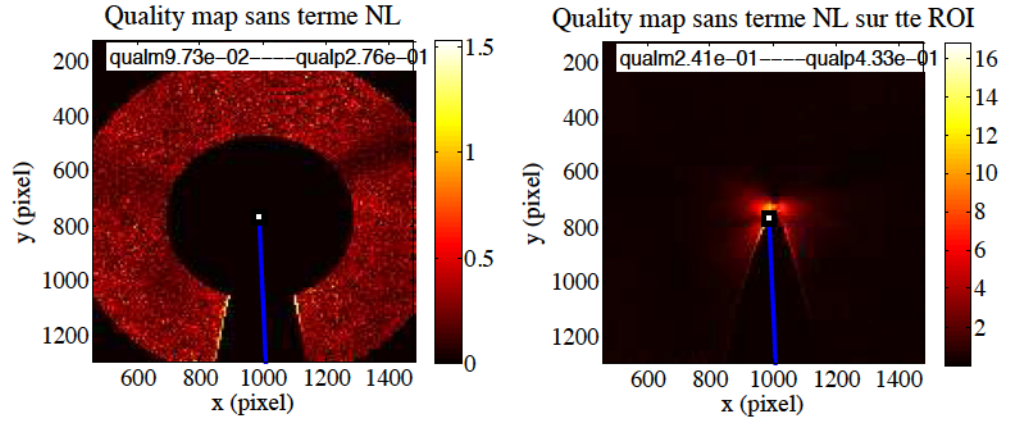 Quality map sans terme NL
qualm9.73e-02----qualp2.76e-01
200
400
600
800
1000
1200
y (pixel)
600 800 1000 1200 1400
x (pixel)
1.5
1
0.5
0
Quality map sans terme NL sur tte ROI
qualm2.41e-01----qualp4.33e-01
200
400
600
800
1000
1200
y (pixel)
600 800 1000 1200 1400
x (pixel)
16
14
12
10
8
6
4
2